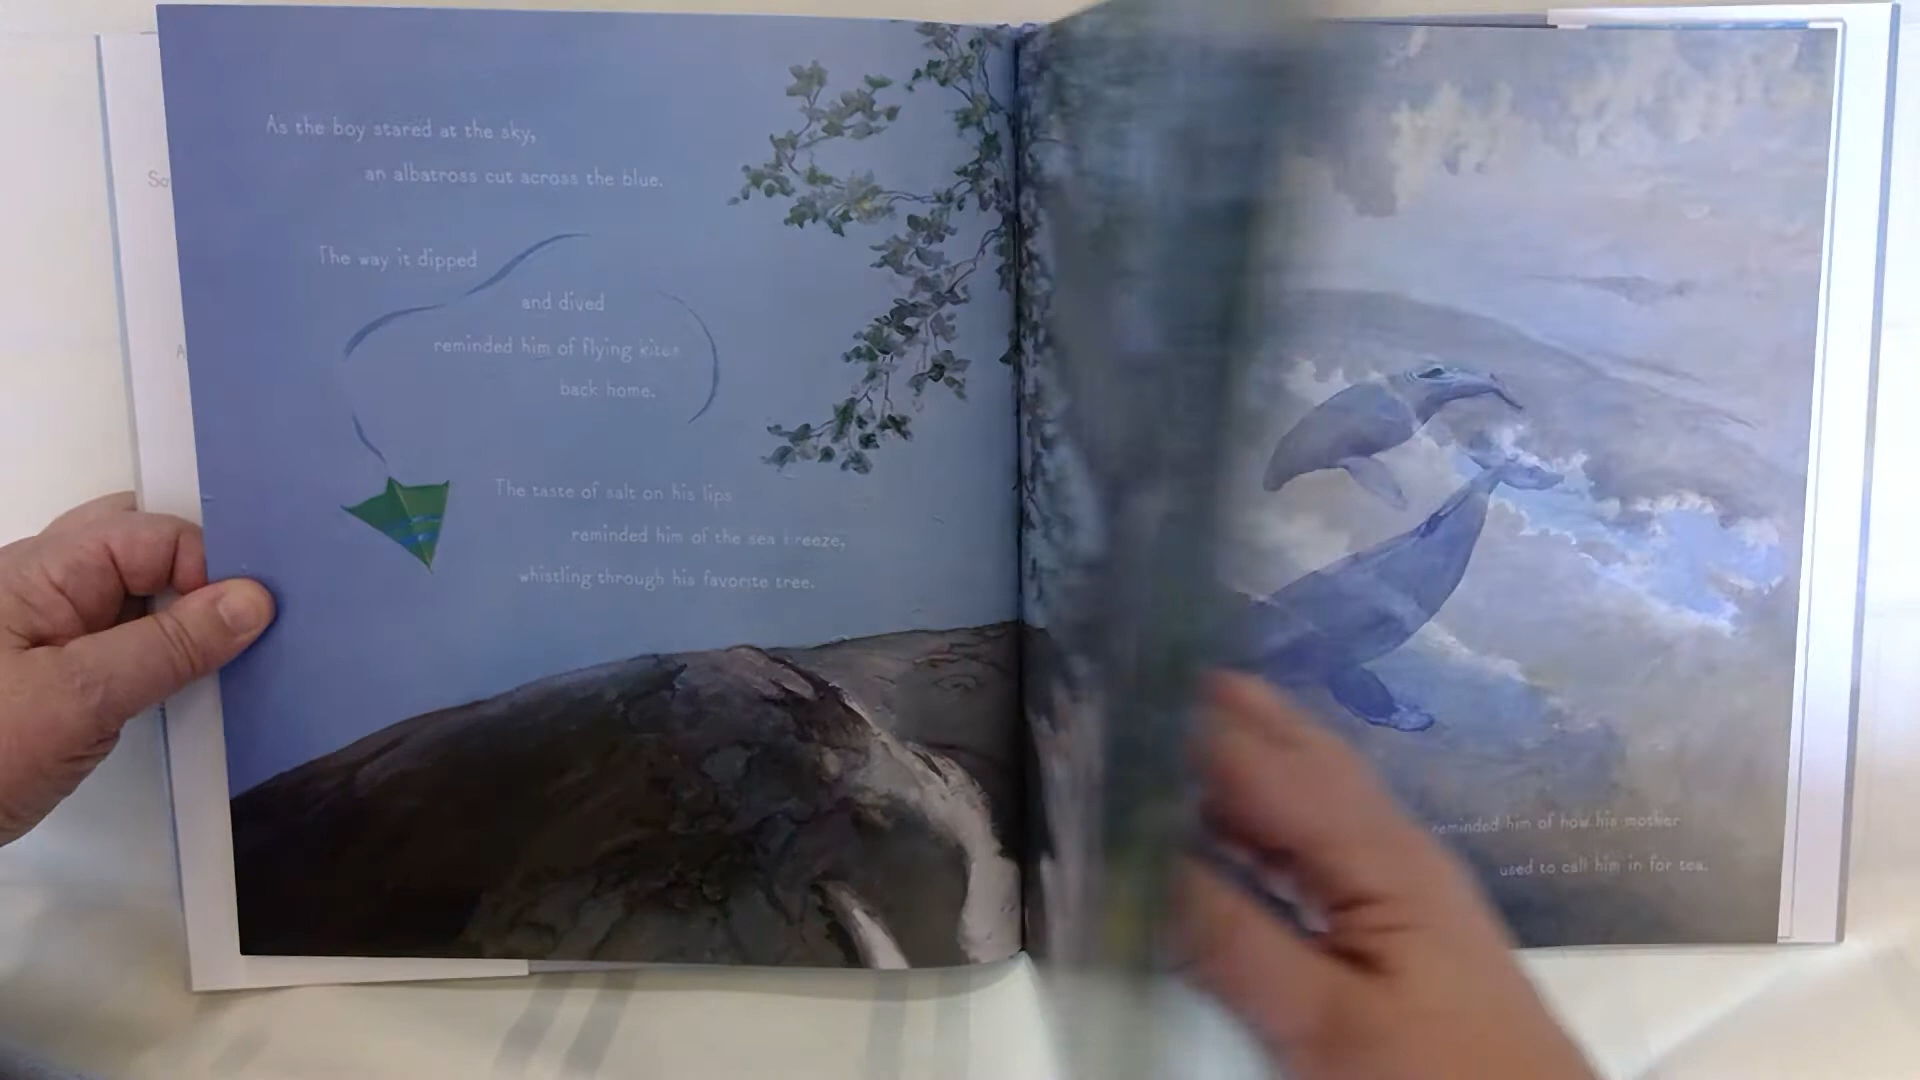 As the boy stared at the sky,
an albatross cut across the blue.
The way it dipped
and dived
reminded him of flying kites
back home.
The taste of salt on his lips
reminded him of the sea breeze,
whistling through his favorite tree.
So
A
reminded him of how his mother
used to call him in for tea.